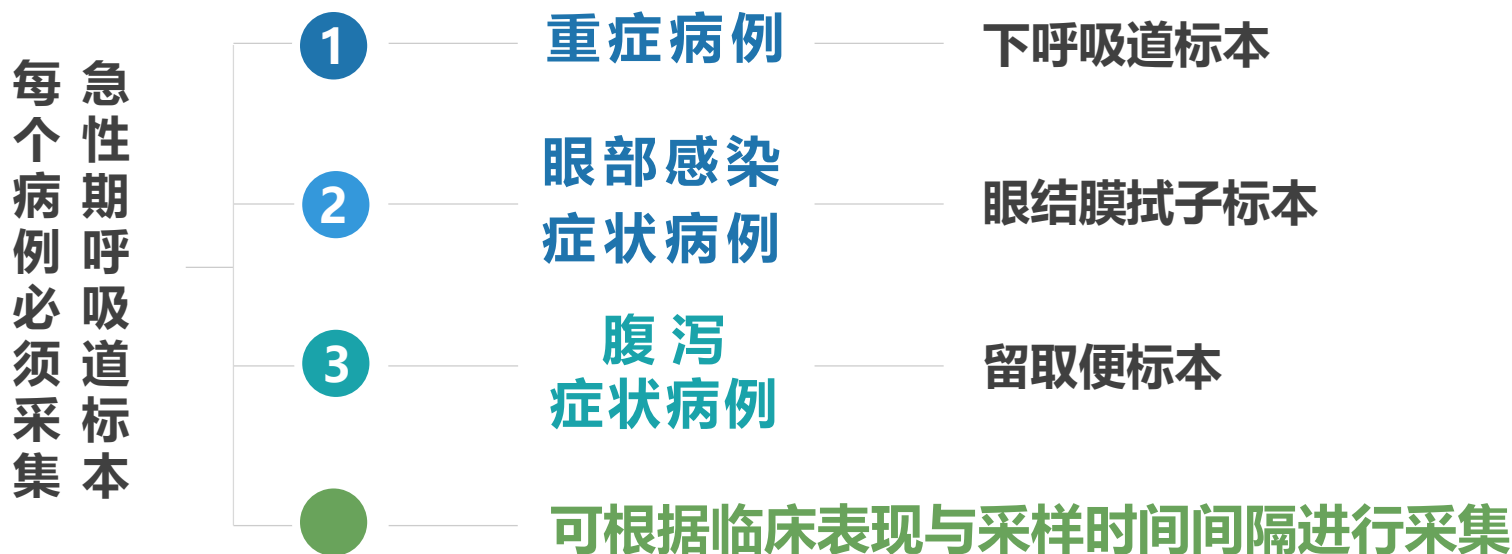 每个病例必须采集
急性期呼吸道标本
1
重症病例
下呼吸道标本
2
眼部感染
症状病例
眼结膜拭子标本
3
腹泻
症状病例
留取便标本
可根据临床表现与采样时间间隔进行采集